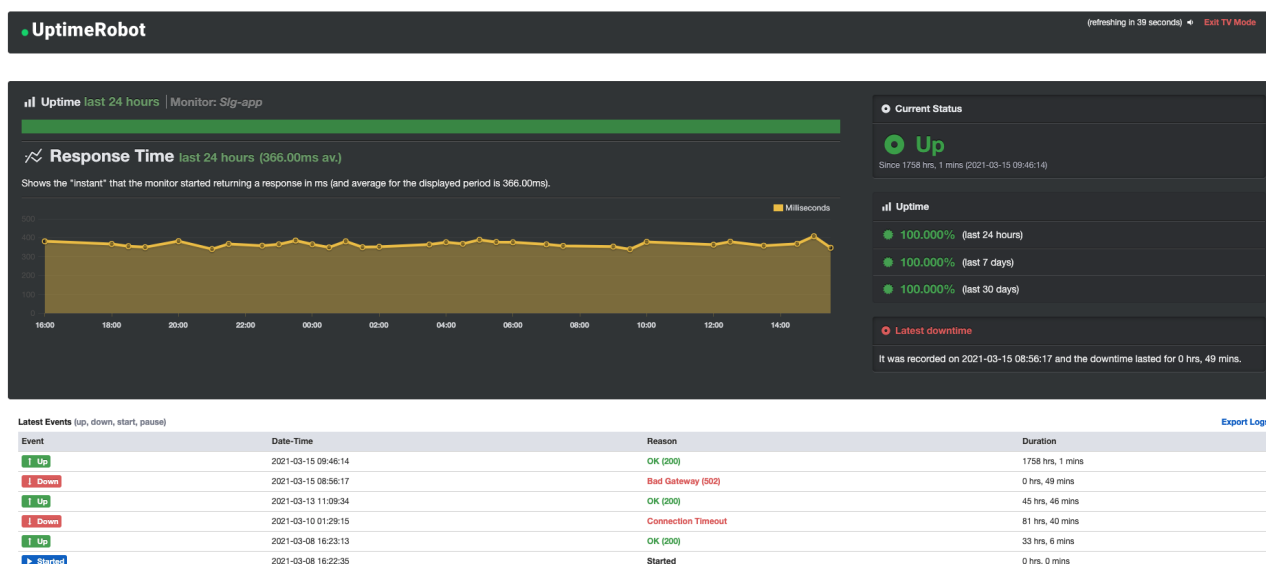 UptimeRobot
(refreshing in 39 seconds) Exit TV Mode
Uptime last 24 hours Monitor: Slg-app
Response Time last 24 hours (366.00ms av.)
Shows the "instant" that the monitor started returning a response in ms (and average for the displayed period is 366.00ms).
Milliseconds
500
400
300
200
100
0
16:00 18:00 20:00 22:00 00:00 02:00 04:00 06:00 08:00 10:00 12:00 14:00
Current Status
Up
Since 1758 hrs, 1 mins (2021-03-15 09:46:14)
Uptime
100.000% (last 24 hours)
100.000% (last 7 days)
100.000% (last 30 days)
Latest downtime
It was recorded on 2021-03-15 08:56:17 and the downtime lasted for 0 hrs, 49 mins.
Latest Events (up, down, start, pause) Export Logs
Event Date-Time Reason Duration
Up 2021-03-15 09:46:14 OK (200) 1758 hrs, 1 mins
Down 2021-03-15 08:56:17 Bad Gateway (502) 0 hrs, 49 mins
Up 2021-03-13 11:09:34 OK (200) 45 hrs, 46 mins
Down 2021-03-10 01:29:15 Connection Timeout 81 hrs, 40 mins
Up 2021-03-08 16:23:13 OK (200) 33 hrs, 6 mins
Started 2021-03-08 16:22:35 Started 0 hrs, 0 mins